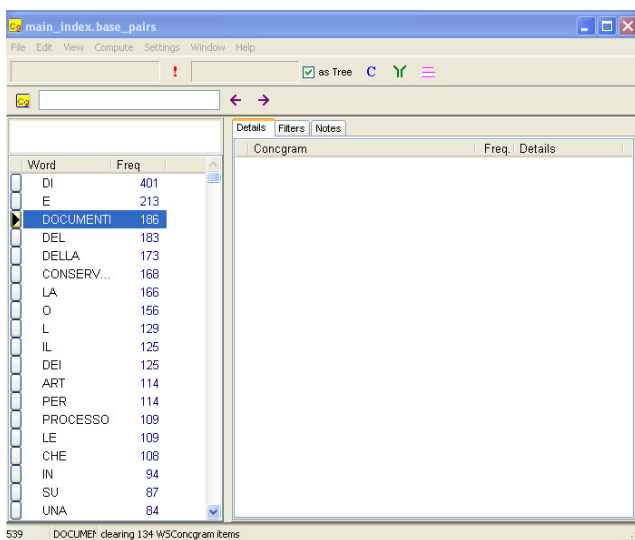 main_index.base_pairs
File Edit View Compute Settings Window Help
! as Tree C Y
Cg
Details Filters Notes
Concgram Freq. Details
Word Freq
DI 401
E 213
DOCUMENTI 186
DEL 183
DELLA 173
CONSERV... 168
LA 166
O 156
L 129
IL 125
DEI 125
ART 114
PER 114
PROCESSO 109
LE 109
CHE 108
IN 94
SU 87
UNA 84
539 DOCUMEN clearing 134 WSConcgram items